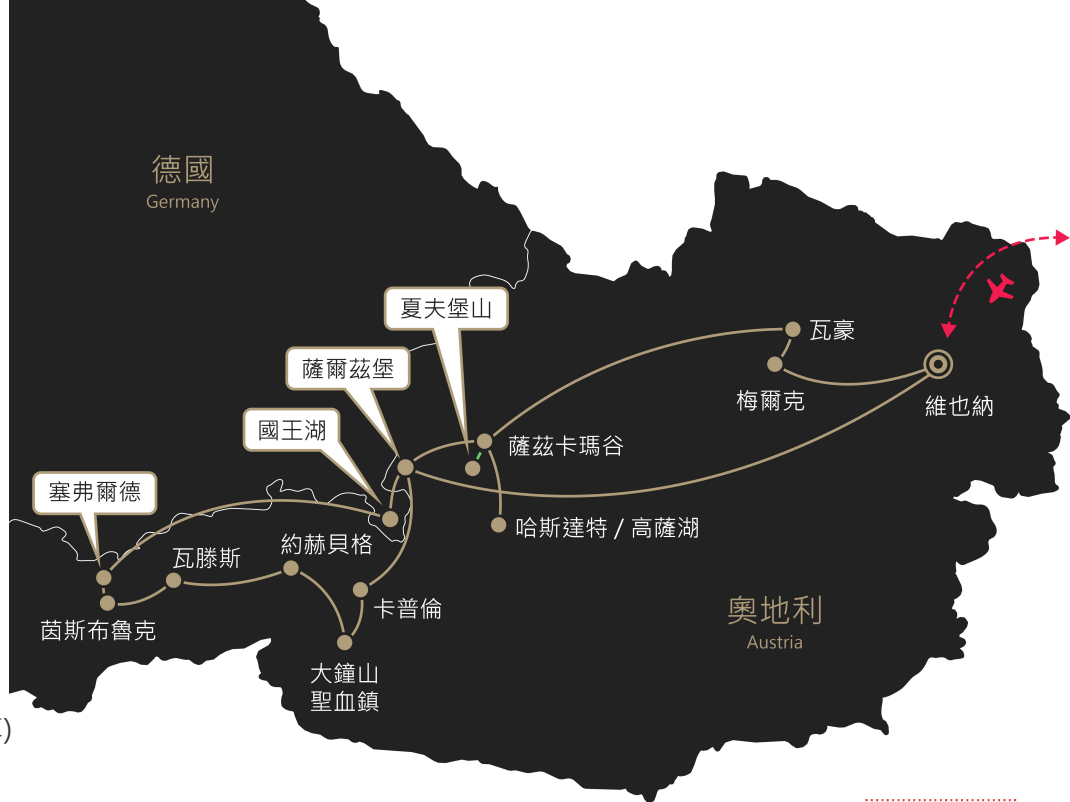 德國
Germany
夏夫堡山
瓦豪
薩爾茲堡
梅爾克
維也納
國王湖
薩茲卡瑪谷
塞弗爾德
哈斯達特 / 高薩湖
約赫貝格
瓦滕斯
卡普倫
奧地利
Austria
茵斯布魯克
大鐘山
聖血鎮
)